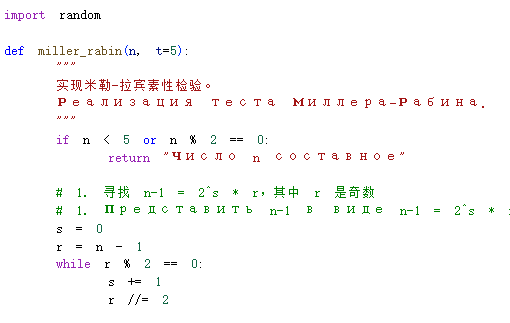 import random
def miller_rabin(n, t=5):
"""
实现米勒-拉宾素性检验。
Реализация теста Миллера-Рабина.
"""
if n < 5 or n % 2 == 0:
return "Число n составное"
# 1. 寻找 n-1 = 2^s * r，其中 r 是奇数
# 1. Представить n-1 в виде n-1 = 2^s *
s = 0
r = n - 1
while r % 2 == 0:
s += 1
r //= 2